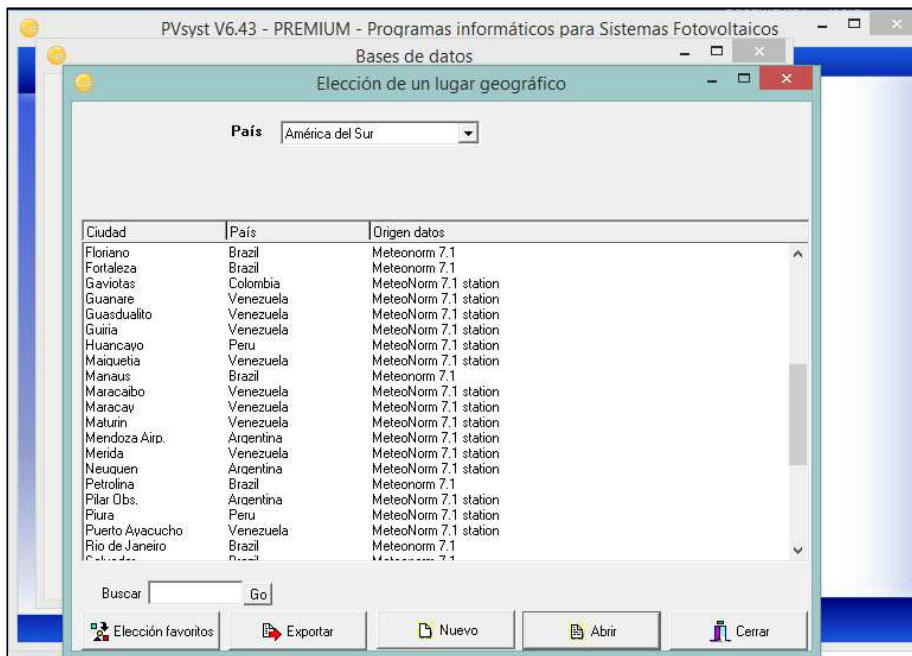 PVsyst V6.43 - PREMIUM - Programas informáticos para Sistemas Fotovoltaicos
Bases de datos
Elección de un lugar geográfico
País América del Sur
Ciudad País Origen datos
Floriano Brazil Meteonorm 7.1
Fortaleza Brazil Meteonorm 7.1
Gaviotas Colombia MeteoNorm 7.1 station
Guanare Venezuela MeteoNorm 7.1 station
Guasdualito Venezuela MeteoNorm 7.1 station
Guiria Venezuela MeteoNorm 7.1 station
Huancayo Peru MeteoNorm 7.1 station
Maiquetia Venezuela MeteoNorm 7.1 station
Manaus Brazil Meteonorm 7.1
Maracaibo Venezuela MeteoNorm 7.1 station
Maracay Venezuela MeteoNorm 7.1 station
Maturin Venezuela MeteoNorm 7.1 station
Mendoza Airp. Argentina MeteoNorm 7.1 station
Merida Venezuela MeteoNorm 7.1 station
Neuquen Argentina MeteoNorm 7.1 station
Petrolina Brazil Meteonorm 7.1
Pilar Obs. Argentina MeteoNorm 7.1 station
Piura Peru MeteoNorm 7.1 station
Puerto Ayacucho Venezuela MeteoNorm 7.1 station
Rio de Janeiro Brazil Meteonorm 7.1
Buscar Go
Elección favoritos Exportar Nuevo Abrir Cerrar